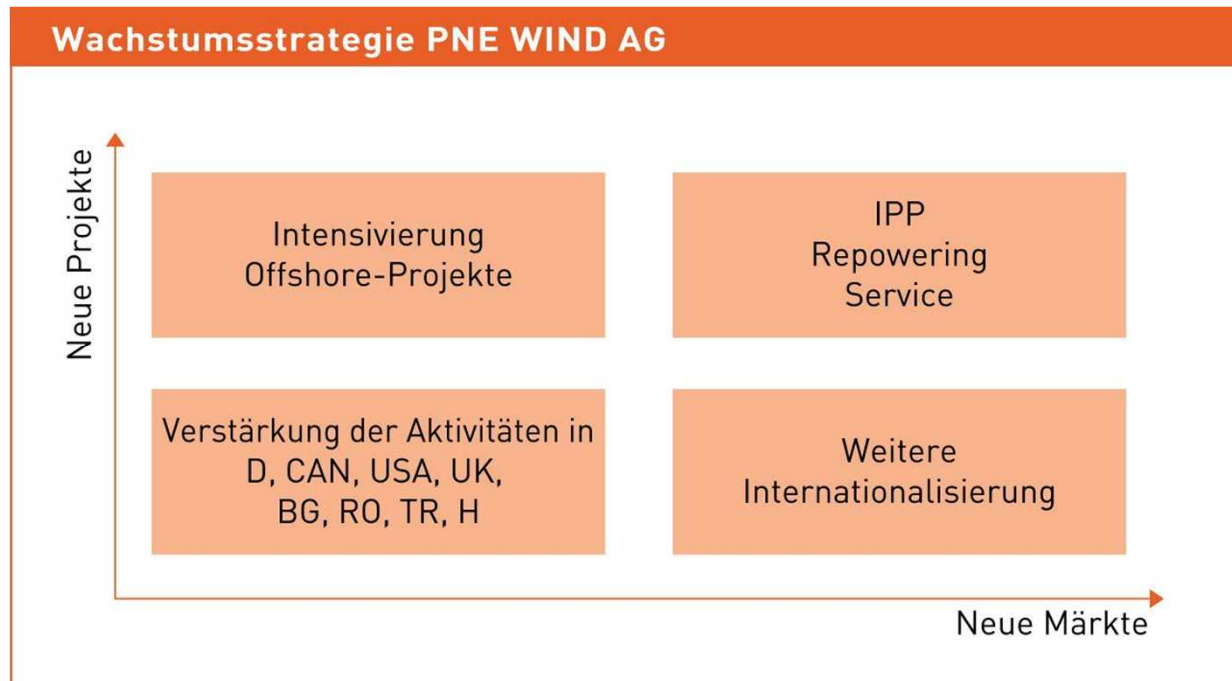 Wachstumsstrategie PNE WIND AG
Neue Projekte
Intensivierung
Offshore-Projekte
IPP
Repowering
Service
Verstärkung der Aktivitäten in
D, CAN, USA, UK,
BG, RO, TR, H
Weitere
Internationalisierung
Neue Märkte